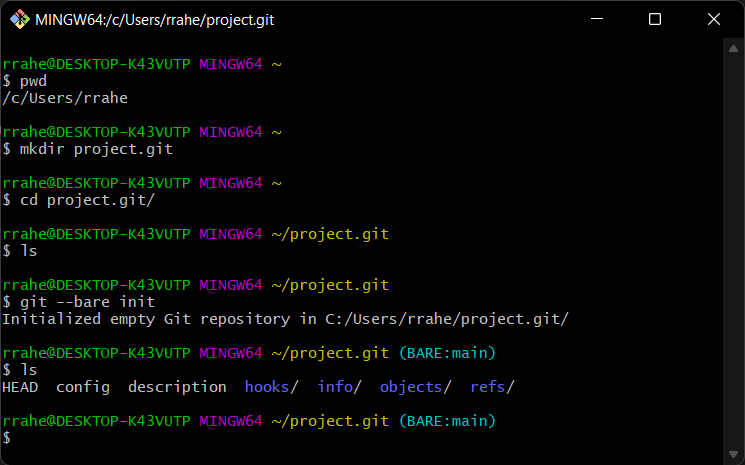 MINGW64:/c/Users/rrahe/project.git
rrahe@DESKTOP-K43VUTP MINGW64 ~
$ pwd
/c/Users/rrahe
rrahe@DESKTOP-K43VUTP MINGW64 ~
$ mkdir project.git
rrahe@DESKTOP-K43VUTP MINGW64 ~
$ cd project.git/
rrahe@DESKTOP-K43VUTP MINGW64 ~/project.git
$ ls
rrahe@DESKTOP-K43VUTP MINGW64 ~/project.git
$ git --bare init
Initialized empty Git repository in C:/Users/rrahe/project.git/
rrahe@DESKTOP-K43VUTP MINGW64 ~/project.git (BARE:main)
$ ls
HEAD  config  description  hooks/  info/  objects/  refs/
rrahe@DESKTOP-K43VUTP MINGW64 ~/project.git (BARE:main)
$